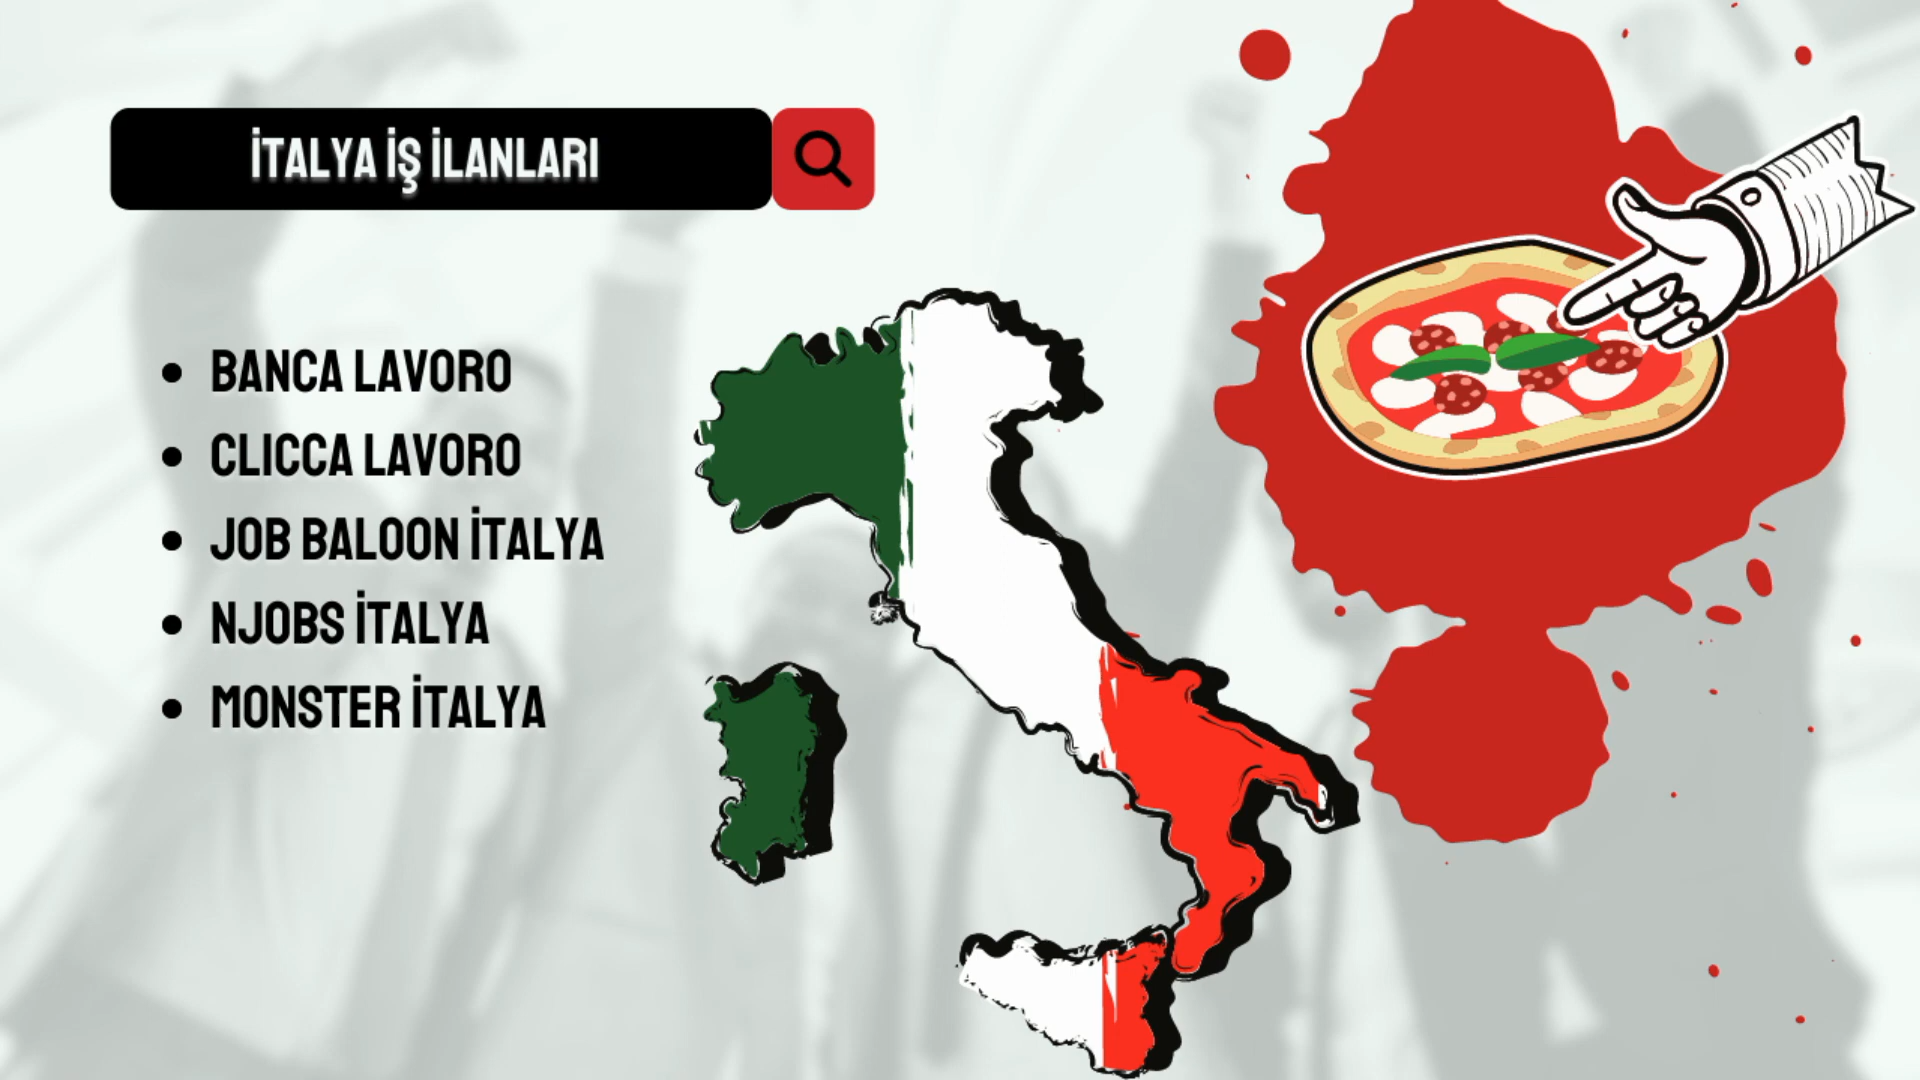 İTALYA İŞ İLANLARI
• BANCA LAVORO
• CLICCA LAVORO
• JOB BALOON İTALYA
• NJOBS İTALYA
• MONSTER İTALYA